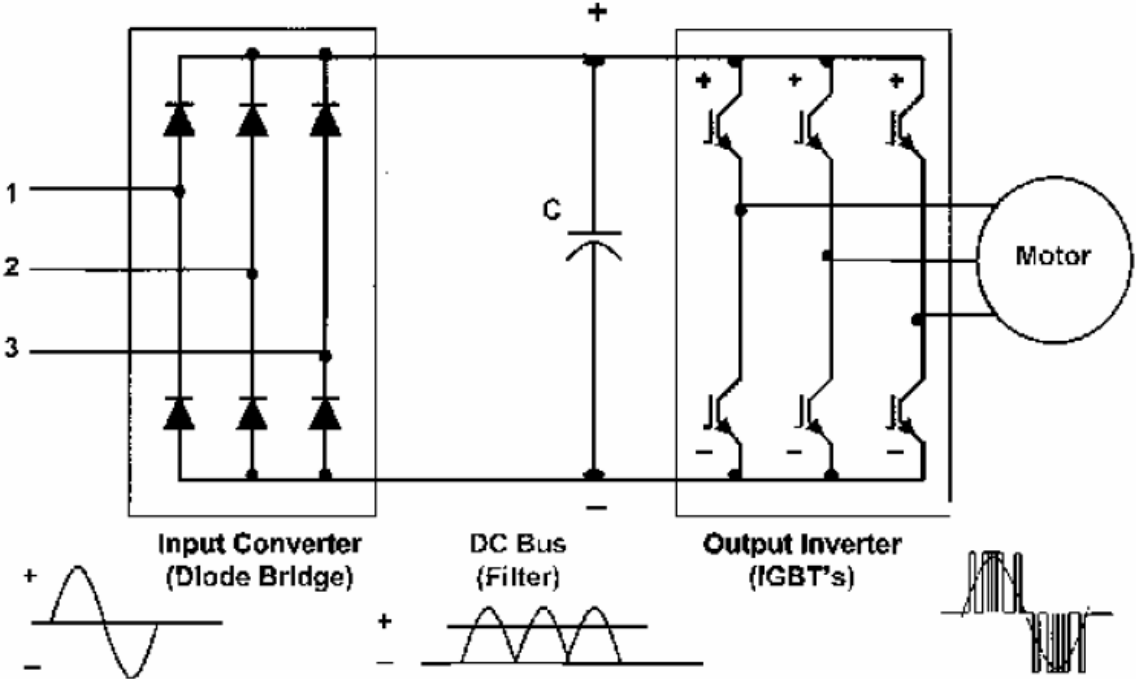 +
+ + +
1
C
Motor
2
3
− − −
−
Input Converter
(Diode Bridge)
DC Bus
(Filter)
Output Inverter
(IGBT's)
+
−
+
−